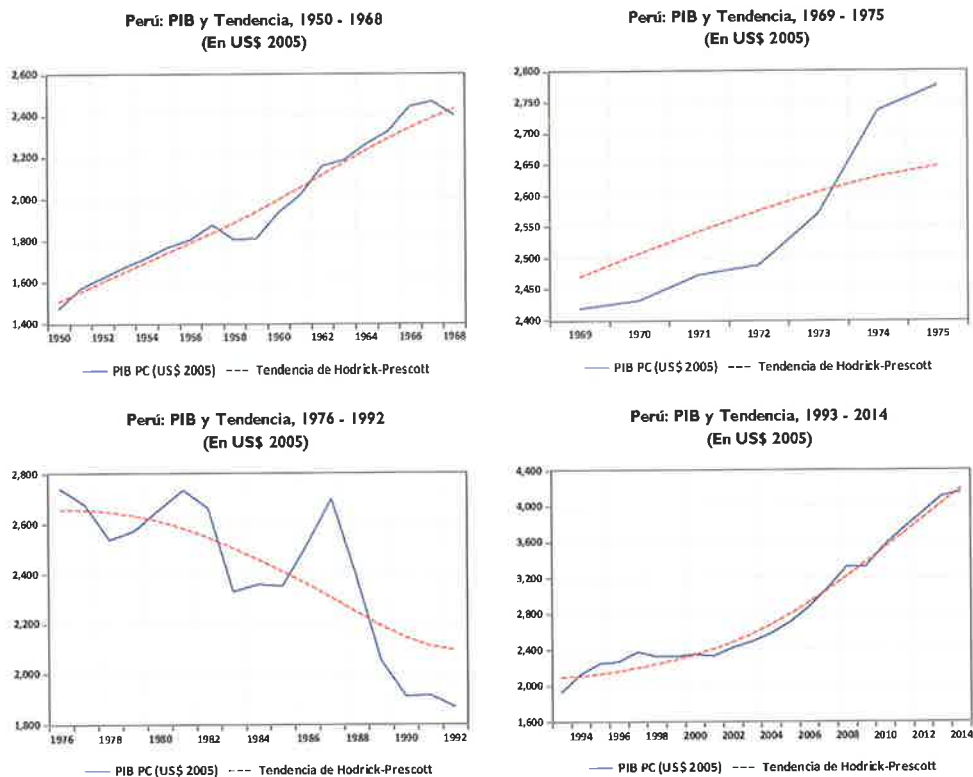 Perú: PIB y Tendencia, 1950 - 1968
(En US$ 2005)
2,600
2,400
2,200
2,000
1,800
1,600
1,400
1950 1952 1954 1956 1958 1960 1962 1964 1966 1968
PIB PC (US$ 2005) Tendencia de Hodrick-Prescott
Perú: PIB y Tendencia, 1969 - 1975
(En US$ 2005)
2,800
2,750
2,700
2,650
2,600
2,550
2,500
2,450
2,400
1969 1970 1971 1972 1973 1974 1975
PIB PC (US$ 2005) Tendencia de Hodrick-Prescott
Perú: PIB y Tendencia, 1976 - 1992
(En US$ 2005)
2,800
2,600
2,400
2,200
2,000
1,800
1976 1978 1980 1982 1984 1986 1988 1990 1992
PIB PC (US$ 2005) Tendencia de Hodrick-Prescott
Perú: PIB y Tendencia, 1993 - 2014
(En US$ 2005)
4,400
4,000
3,600
3,200
2,800
2,400
2,000
1,600
1994 1996 1998 2000 2002 2004 2006 2008 2010 2012 2014
PIB PC (US$ 2005) Tendencia de Hodrick-Prescott